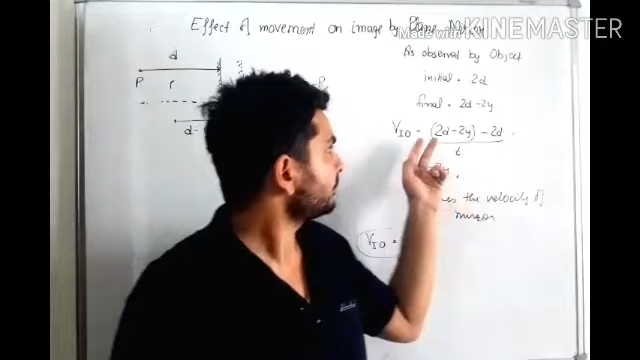 Effect of movement on image by Plane Mirror
Made with KINEMASTER
As observed by Object
d
initial = 2d
P
final = 2d-2y
V_IO = (2d-2y) - 2d
t
the velocity of
mirror
V_IO =